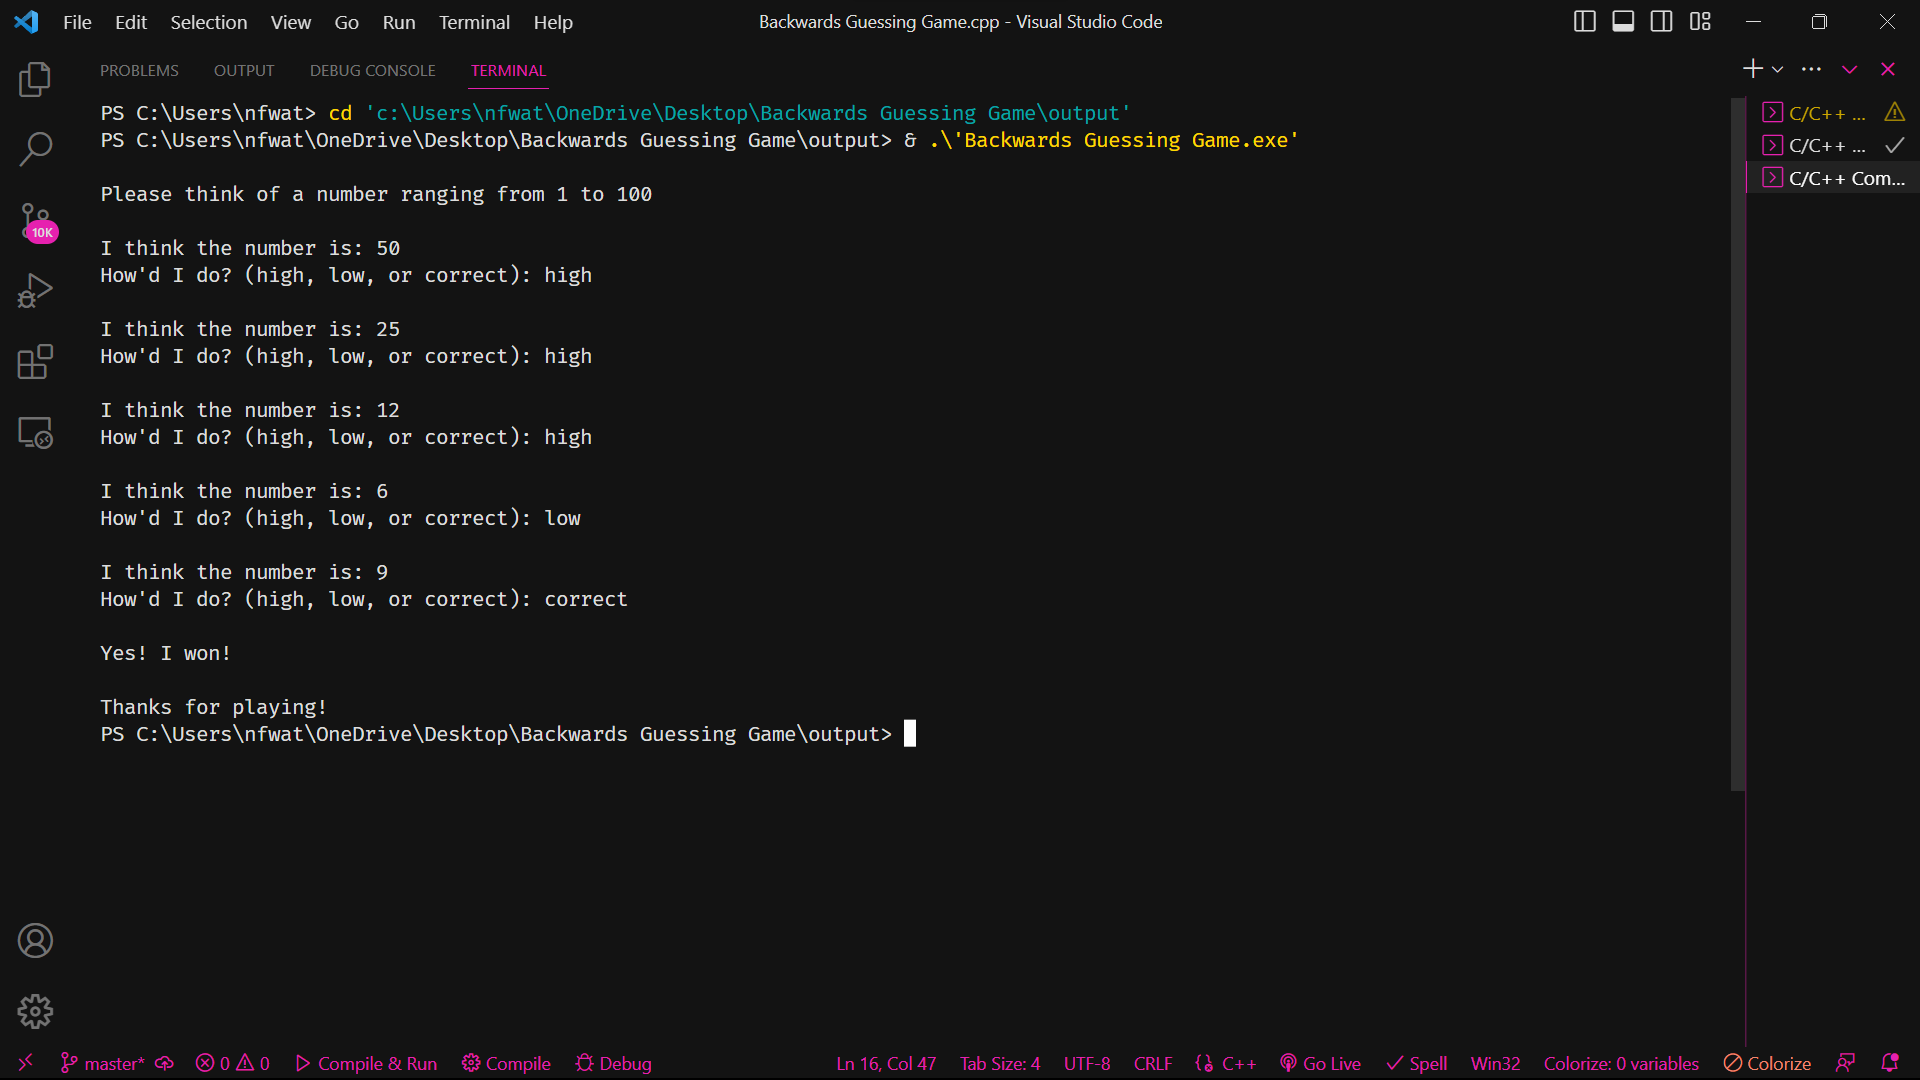 File Edit Selection View Go Run Terminal Help
Backwards Guessing Game.cpp - Visual Studio Code
PROBLEMS OUTPUT DEBUG CONSOLE TERMINAL
PS C:\Users\nfwat> cd 'c:\Users\nfwat\OneDrive\Desktop\Backwards Guessing Game\output'
PS C:\Users\nfwat\OneDrive\Desktop\Backwards Guessing Game\output> & .\'Backwards Guessing Game.exe'
Please think of a number ranging from 1 to 100
I think the number is: 50
How'd I do? (high, low, or correct): high
I think the number is: 25
How'd I do? (high, low, or correct): high
I think the number is: 12
How'd I do? (high, low, or correct): high
I think the number is: 6
How'd I do? (high, low, or correct): low
I think the number is: 9
How'd I do? (high, low, or correct): correct
Yes! I won!
Thanks for playing!
PS C:\Users\nfwat\OneDrive\Desktop\Backwards Guessing Game\output>
C/C++ ...
C/C++ ...
C/C++ Com...
10K
master* 0 0 Compile & Run Compile Debug Ln 16, Col 47 Tab Size: 4 UTF-8 CRLF C++ Go Live Spell Win32 Colorize: 0 variables Colorize